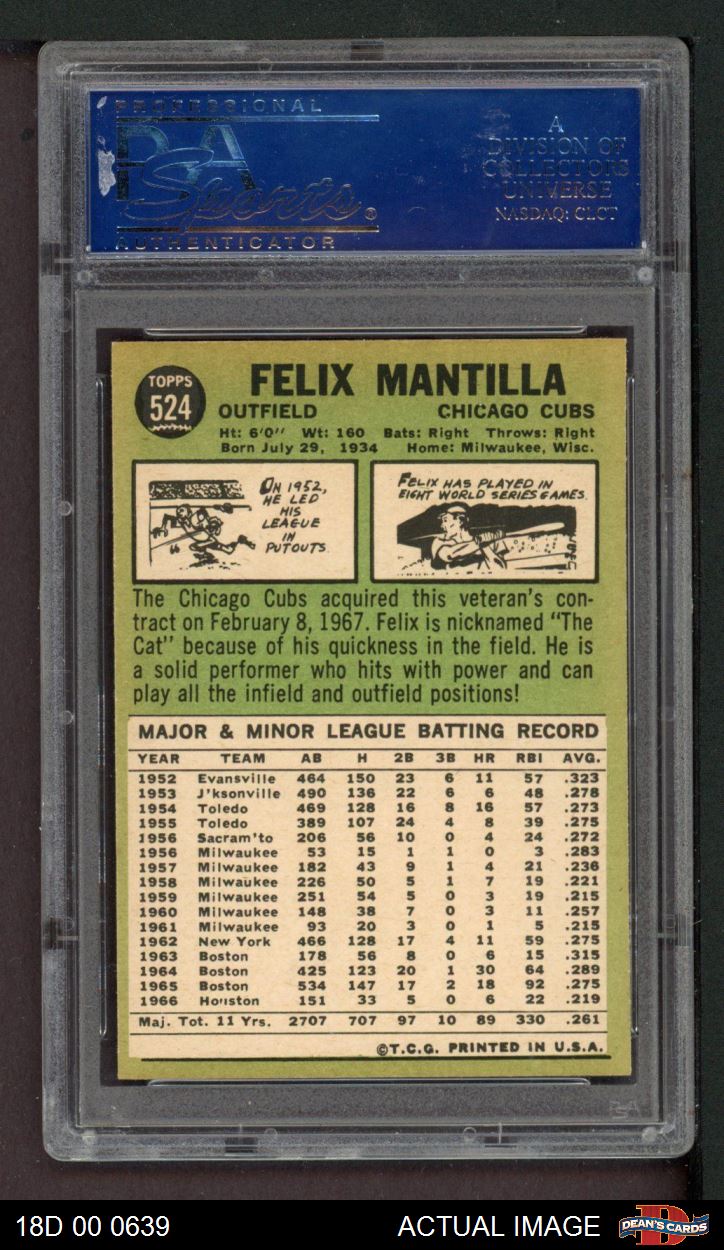 PROFESSIONAL
PSA
Sports®
AUTHENTICATOR
A
DIVISION OF
COLLECTORS
UNIVERSE
NASDAQ: CLCT
TOPPS
524
FELIX MANTILLA
OUTFIELD CHICAGO CUBS
Ht: 6'0" Wt: 160 Bats: Right Throws: Right
Born July 29, 1934 Home: Milwaukee, Wisc.
IN 1952,
HE LED
HIS
LEAGUE
IN
PUTOUTS.
FELIX HAS PLAYED IN
EIGHT WORLD SERIES GAMES.
The Chicago Cubs acquired this veteran's con-
tract on February 8, 1967. Felix is nicknamed "The
Cat" because of his quickness in the field. He is
a solid performer who hits with power and can
play all the infield and outfield positions!
MAJOR & MINOR LEAGUE BATTING RECORD
YEAR TEAM AB H 2B 3B HR RBI AVG.
1952 Evansville 464 150 23 6 11 57 .323
1953 J'ksonville 490 136 22 6 6 48 .278
1954 Toledo 469 128 16 8 16 57 .273
1955 Toledo 389 107 24 4 8 39 .275
1956 Sacram'to 206 56 10 0 4 24 .272
1956 Milwaukee 53 15 1 1 0 3 .283
1957 Milwaukee 182 43 9 1 4 21 .236
1958 Milwaukee 226 50 5 1 7 19 .221
1959 Milwaukee 251 54 5 0 3 19 .215
1960 Milwaukee 148 38 7 0 3 11 .257
1961 Milwaukee 93 20 3 0 1 5 .215
1962 New York 466 128 17 4 11 59 .275
1963 Boston 178 56 8 0 6 15 .315
1964 Boston 425 123 20 1 30 64 .289
1965 Boston 534 147 17 2 18 92 .275
1966 Houston 151 33 5 0 6 22 .219
Maj. Tot. 11 Yrs. 2707 707 97 10 89 330 .261
©T.C.G. PRINTED IN U.S.A.
18D 00 0639 ACTUAL IMAGE DEAN'S CARDS